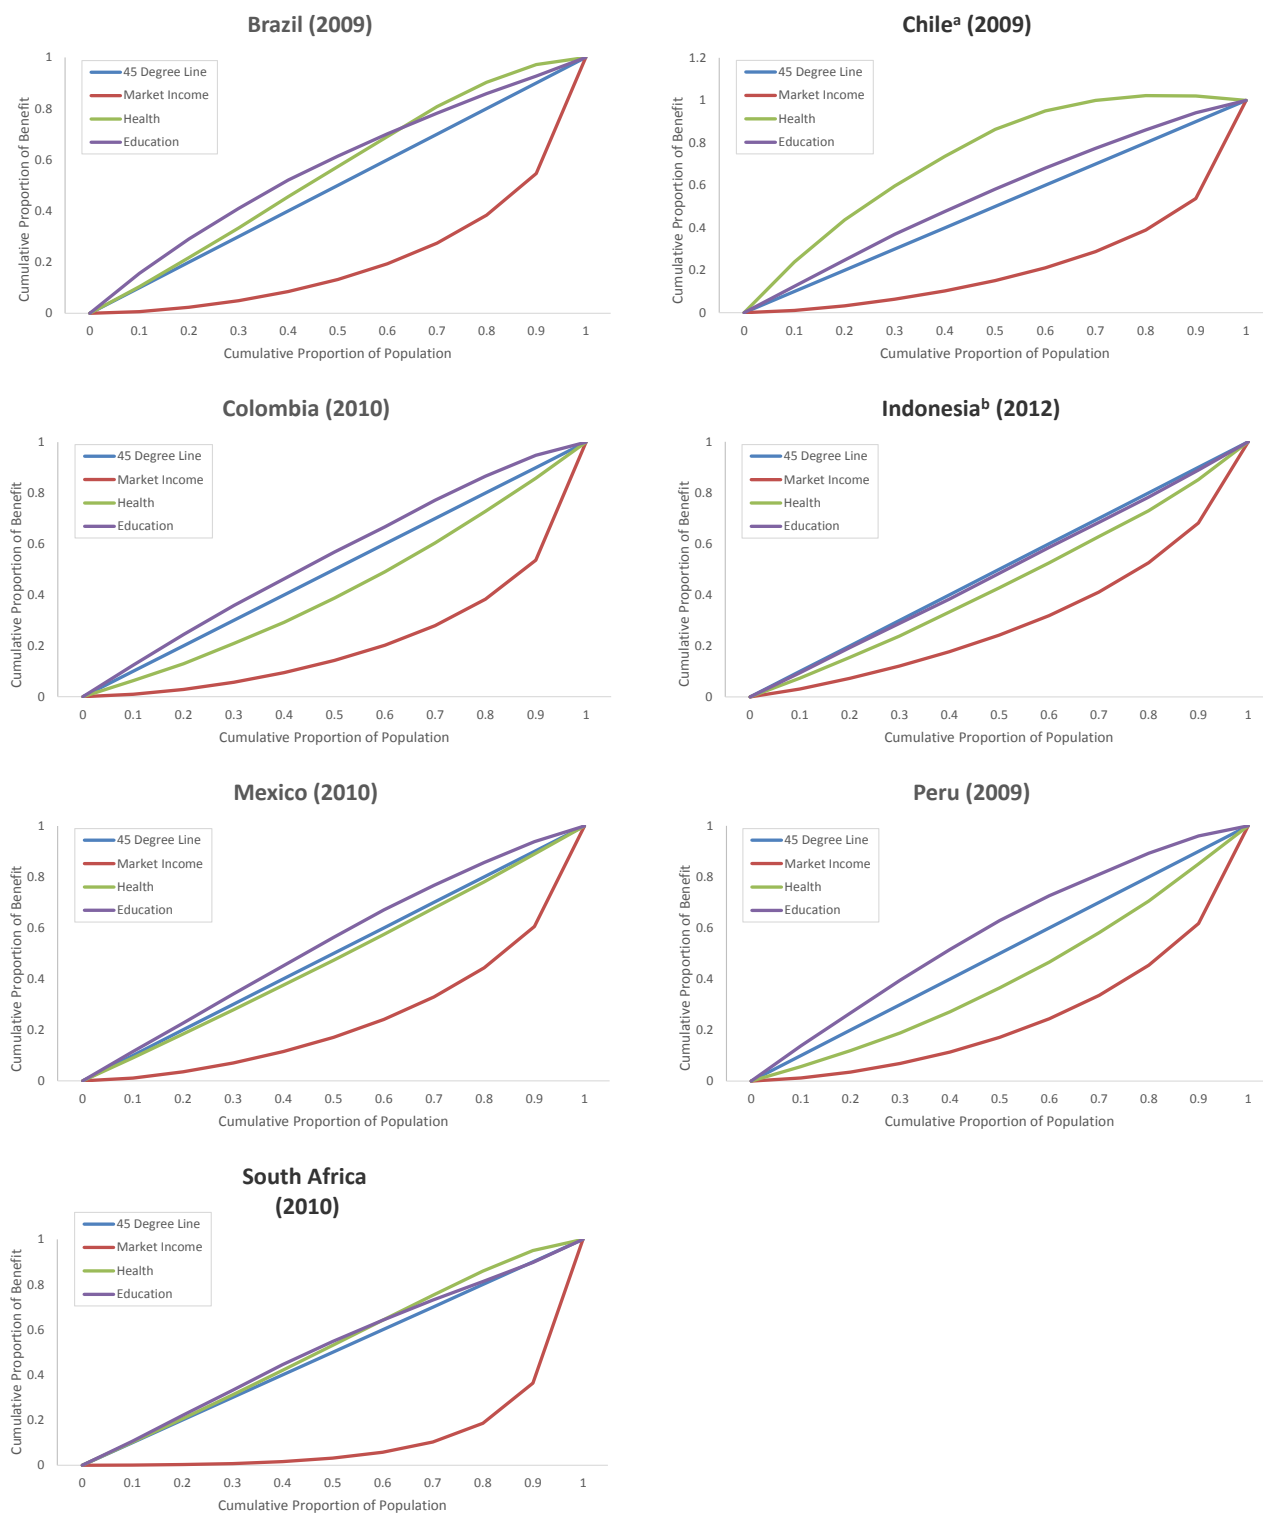 Brazil (2009)
1
0.8
0.6
0.4
0.2
0
Cumulative Proportion of Benefit
45 Degree Line
Market Income
Health
Education
0 0.1 0.2 0.3 0.4 0.5 0.6 0.7 0.8 0.9 1
Cumulative Proportion of Population
Chileᵃ (2009)
1.2
1
0.8
0.6
0.4
0.2
0
Cumulative Proportion of Benefit
45 Degree Line
Market Income
Health
Education
0 0.1 0.2 0.3 0.4 0.5 0.6 0.7 0.8 0.9 1
Cumulative Proportion of Population
Colombia (2010)
1
0.8
0.6
0.4
0.2
0
Cumulative Proportion of Benefit
45 Degree Line
Market Income
Health
Education
0 0.1 0.2 0.3 0.4 0.5 0.6 0.7 0.8 0.9 1
Cumulative Proportion of Population
Indonesiaᵇ (2012)
1
0.8
0.6
0.4
0.2
0
Cumulative Proportion of Benefit
45 Degree Line
Market Income
Health
Education
0 0.1 0.2 0.3 0.4 0.5 0.6 0.7 0.8 0.9 1
Cumulative Proportion of Population
Mexico (2010)
1
0.8
0.6
0.4
0.2
0
Cumulative Proportion of Benefit
45 Degree Line
Market Income
Health
Education
0 0.1 0.2 0.3 0.4 0.5 0.6 0.7 0.8 0.9 1
Cumulative Proportion of Population
Peru (2009)
1
0.8
0.6
0.4
0.2
0
Cumulative Proportion of Benefit
45 Degree Line
Market Income
Health
Education
0 0.1 0.2 0.3 0.4 0.5 0.6 0.7 0.8 0.9 1
Cumulative Proportion of Population
South Africa
(2010)
1
0.8
0.6
0.4
0.2
0
Cumulative Proportion of Benefit
45 Degree Line
Market Income
Health
Education
0 0.1 0.2 0.3 0.4 0.5 0.6 0.7 0.8 0.9 1
Cumulative Proportion of Population